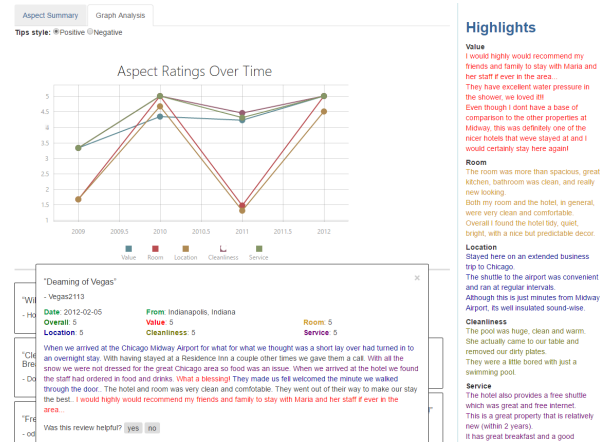 Aspect Summary
Graph Analysis
Tips style: Positive Negative
Aspect Ratings Over Time
5
4.5
4
3.5
3
2.5
2
1.5
1
2009
2009.5
2010
2010.5
2011
2011.5
2012
Value
Room
Location
Cleanliness
Service
"Wi
- Ho
"Cle
Brea
- Do
"Fre
- od
"Deaming of Vegas"
×
- Vegas2113
Date: 2012-02-05 From: Indianapolis, Indiana
Overall: 5 Value: 5 Room: 5
Location: 5 Cleanliness: 5 Service: 5
When we arrived at the Chicago Midway Airport for what for what we thought was a short lay over had turned in to
an overnight stay. With having stayed at a Residence Inn a couple other times we gave them a call. With all the
snow we were not dressed for the great Chicago area so food was an issue. When we arrived at the hotel we found
the staff had ordered in food and drinks. What a blessing! They made us fell welcomed the minute we walked
through the door.. The hotel and room was very clean and comfotable. They went out of their way to make our stay
the best.. I would highly would recommend my friends and family to stay with Maria and her staff if ever in the
area...
Was this review helpful? yes no
Highlights
Value
I would highly would recommend my
friends and family to stay with Maria and
her staff if ever in the area...
They have excellent water pressure in
the shower, we loved it!!
Even though I dont have a base of
comparison to the other properties at
Midway, this was definitely one of the
nicer hotels that weve stayed at and I
would certainly stay here again!
Room
The room was more than spacious, great
kitchen, bathroom was clean, and really
new looking.
Both my room and the hotel, in general,
were very clean and comfortable.
Overall I found the hotel tidy, quiet,
bright, with a nice but predictable decor.
Location
Stayed here on an extended business
trip to Chicago.
The shuttle to the airport was convenient
and ran at regular intervals.
Although this is just minutes from Midway
Airport, its well insulated sound-wise.
Cleanliness
The pool was huge, clean and warm.
She actually came to our table and
removed our dirty plates.
They were a little bored with just a
swimming pool.
Service
The hotel also provides a free shuttle
which was great and free internet.
This is a great property that is relatively
new (within 2 years).
It has great breakfast and a good